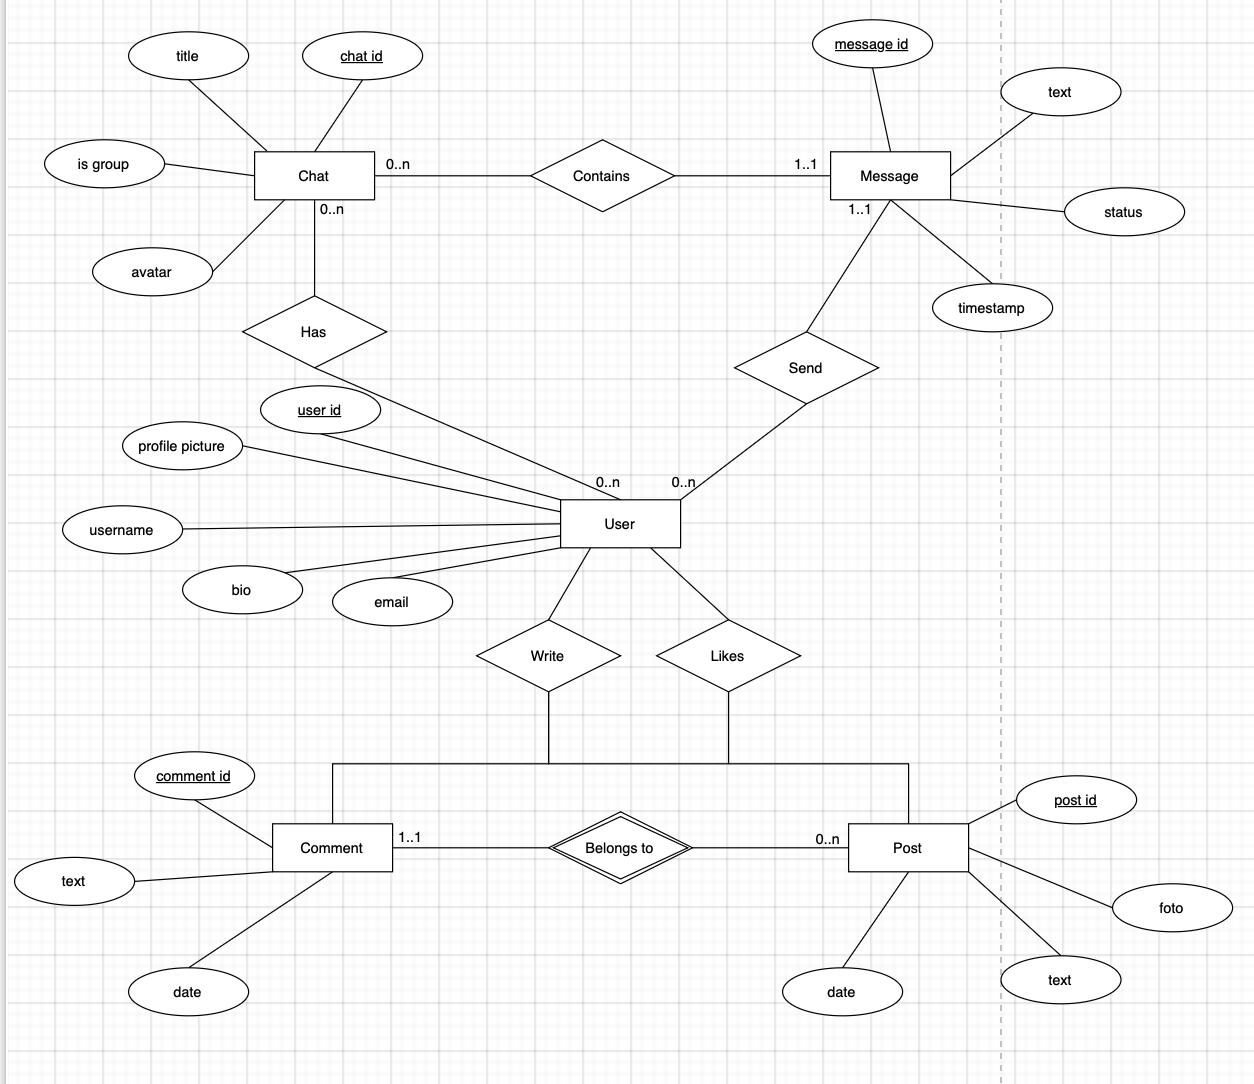 message id
title
chat id
text
is group
0..n
Contains
1..1
Chat
Message
0..n
1..1
status
avatar
timestamp
Has
Send
user id
profile picture
0..n
0..n
User
username
bio
email
Write
Likes
comment id
post id
1..1
0..n
Comment
Belongs to
Post
text
foto
date
date
text